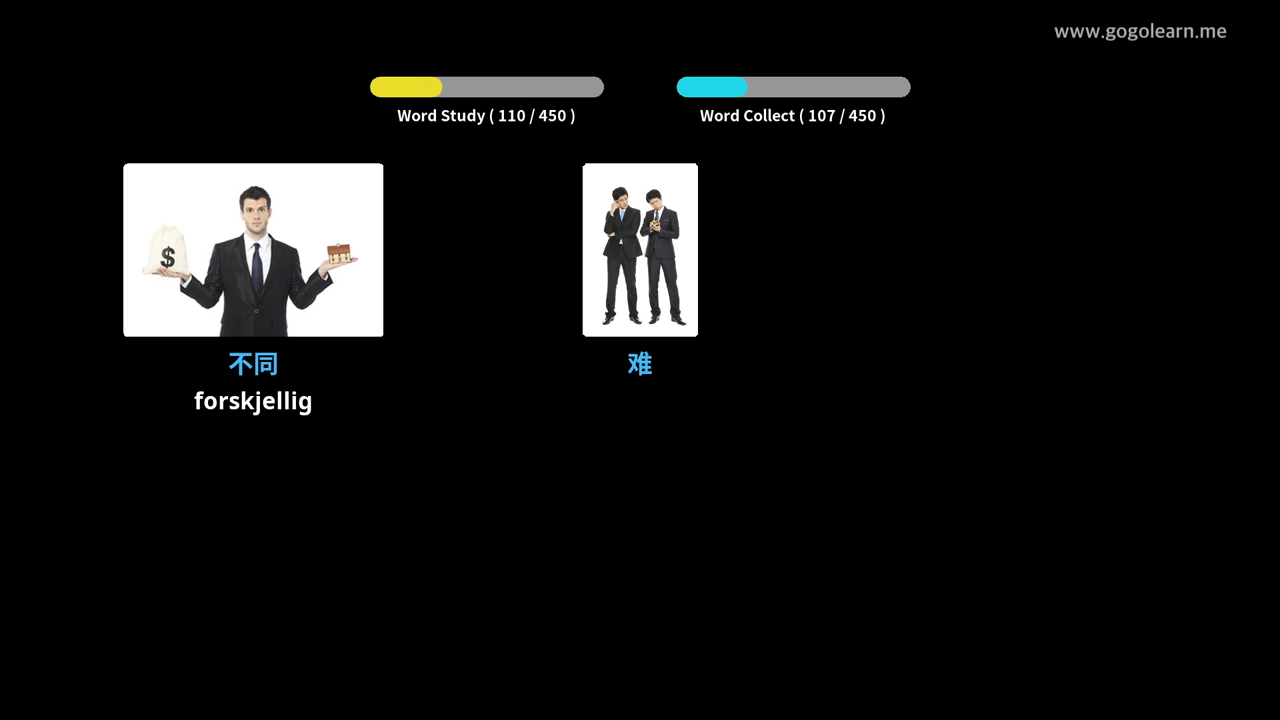 www.gogolearn.me
Word Study ( 110 / 450 )
Word Collect ( 107 / 450 )
$
不同
forskjellig
难